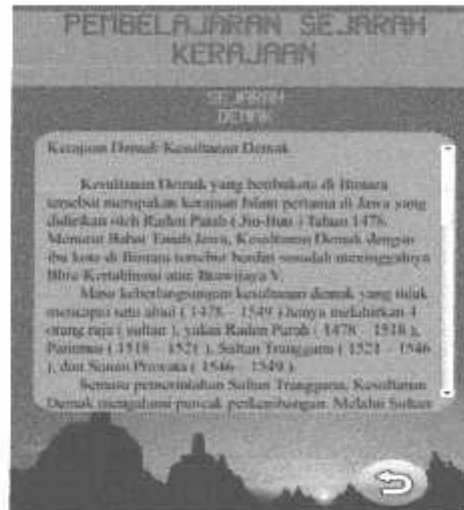 PEMBELAJARAN SEJARAH
KERAJAAN
SEJARAH
DEMAK
Kerajaan Demak/Kesultanan Demak
Kesultanan Demak yang beribukota di Bintara
tersebut merupakan kerajaan Islam pertama di Jawa yang
didirikan oleh Raden Patah ( Jin-Bun ) Tahun 1478.
Menurut Babat Tanah Jawa, Kesultanan Demak dengan
ibu kota di Bintara tersebut berdiri sesudah meninggalnya
Bhre Kertabhumi atau Brawijaya V.
Masa keberlangsungan kesultanan demak yang tidak
mencapai satu abad ( 1478 - 1549 ) hanya melahirkan 4
orang raja ( sultan ), yakni Raden Patah ( 1478 - 1518 ),
Patiunus ( 1518 - 1521 ), Sultan Trenggana ( 1521 - 1546
), dan Sunan Prawata ( 1546 - 1549 ).
Semasa pemerintahan Sultan Trenggana, Kesultanan
Demak mengalami puncak perkembangan. Melalui Sultan